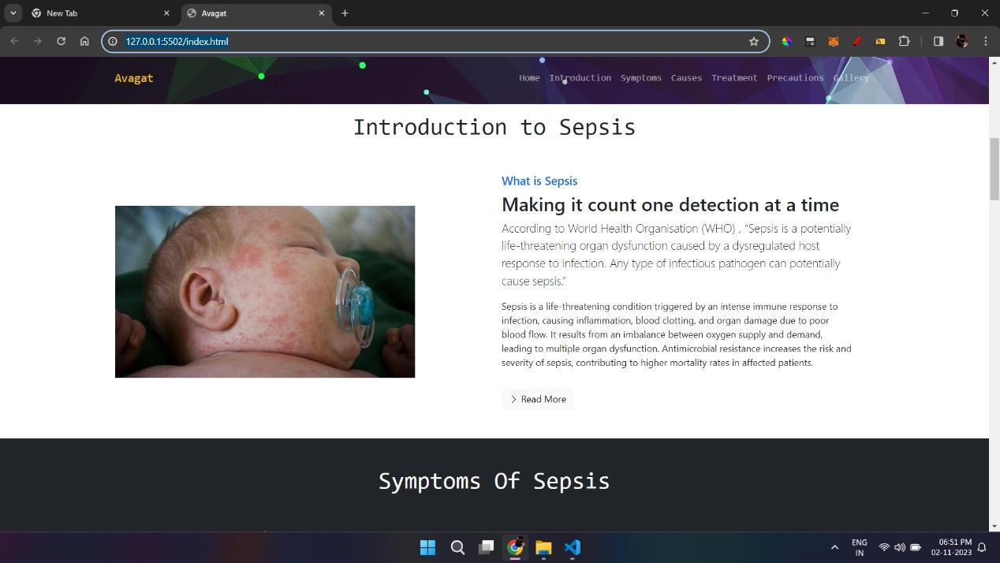 New Tab
Avagat
127.0.0.1:5502/index.html
Avagat
Home Introduction Symptoms Causes Treatment Precautions Gallery
Introduction to Sepsis
What is Sepsis
Making it count one detection at a time
According to World Health Organisation (WHO) , “Sepsis is a potentially
life-threatening organ dysfunction caused by a dysregulated host
response to infection. Any type of infectious pathogen can potentially
cause sepsis.”
Sepsis is a life-threatening condition triggered by an intense immune response to
infection, causing inflammation, blood clotting, and organ damage due to poor
blood flow. It results from an imbalance between oxygen supply and demand,
leading to multiple organ dysfunction. Antimicrobial resistance increases the risk and
severity of sepsis, contributing to higher mortality rates in affected patients.
Read More
Symptoms Of Sepsis
ENG
IN
06:51 PM
02-11-2023